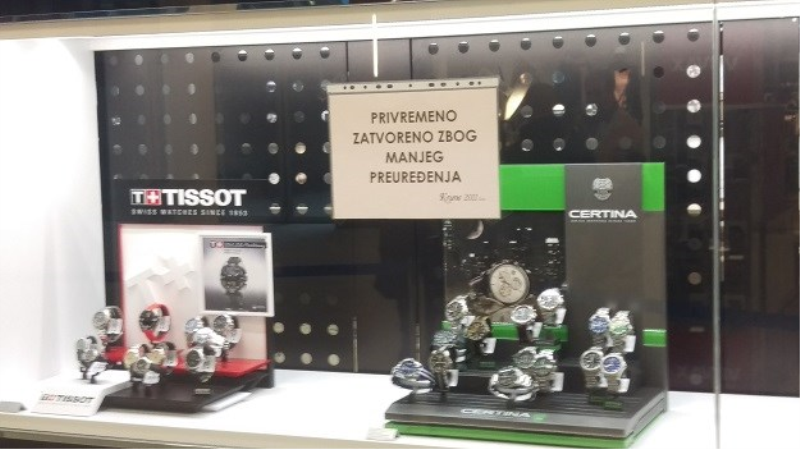 PRIVREMENO
ZATVORENO ZBOG
MANJEG
PREUREĐENJA
T+ TISSOT
SWISS WATCHES SINCE 1853
CERTINA
TISSOT
CERTINA